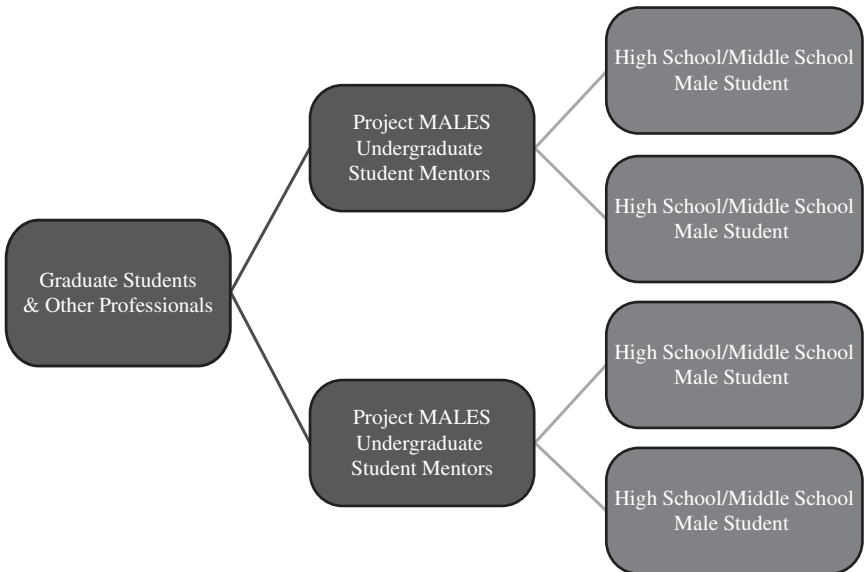 High School/Middle School
Male Student
Project MALES
Undergraduate
Student Mentors
High School/Middle School
Male Student
Graduate Students
& Other Professionals
High School/Middle School
Male Student
Project MALES
Undergraduate
Student Mentors
High School/Middle School
Male Student